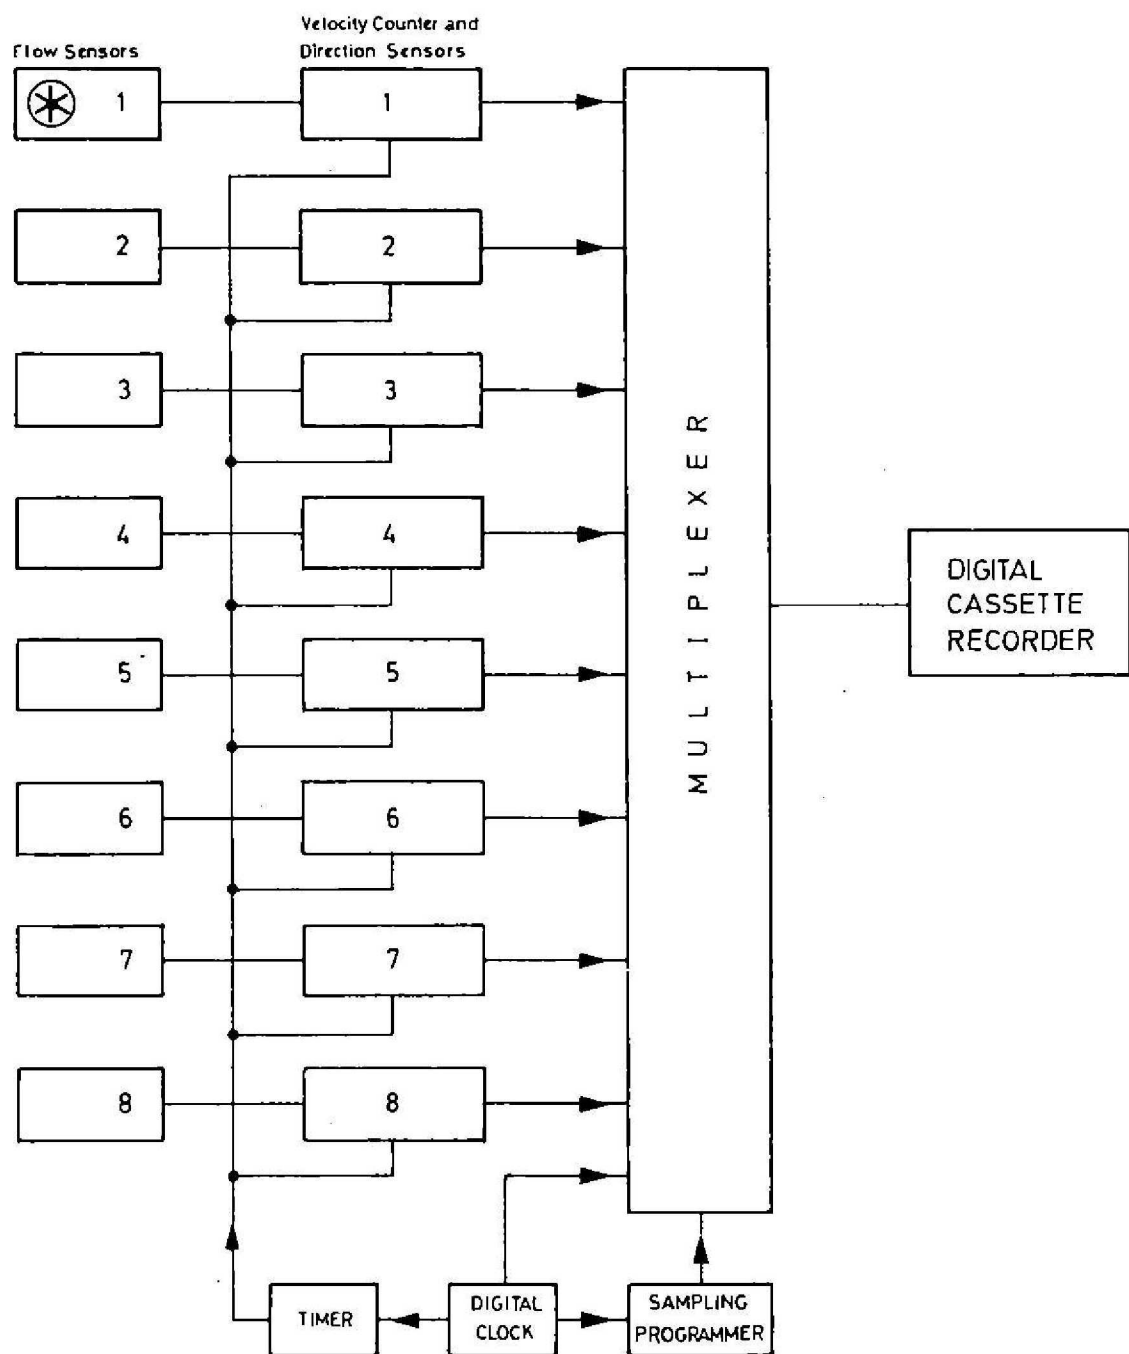 Velocity Counter and
Flow Sensors
Direction Sensors
1
1
2
2
3
3
4
4
5
5
6
6
7
7
8
8
MULTIPLEXER
DIGITAL
CASSETTE
RECORDER
TIMER
DIGITAL
CLOCK
SAMPLING
PROGRAMMER